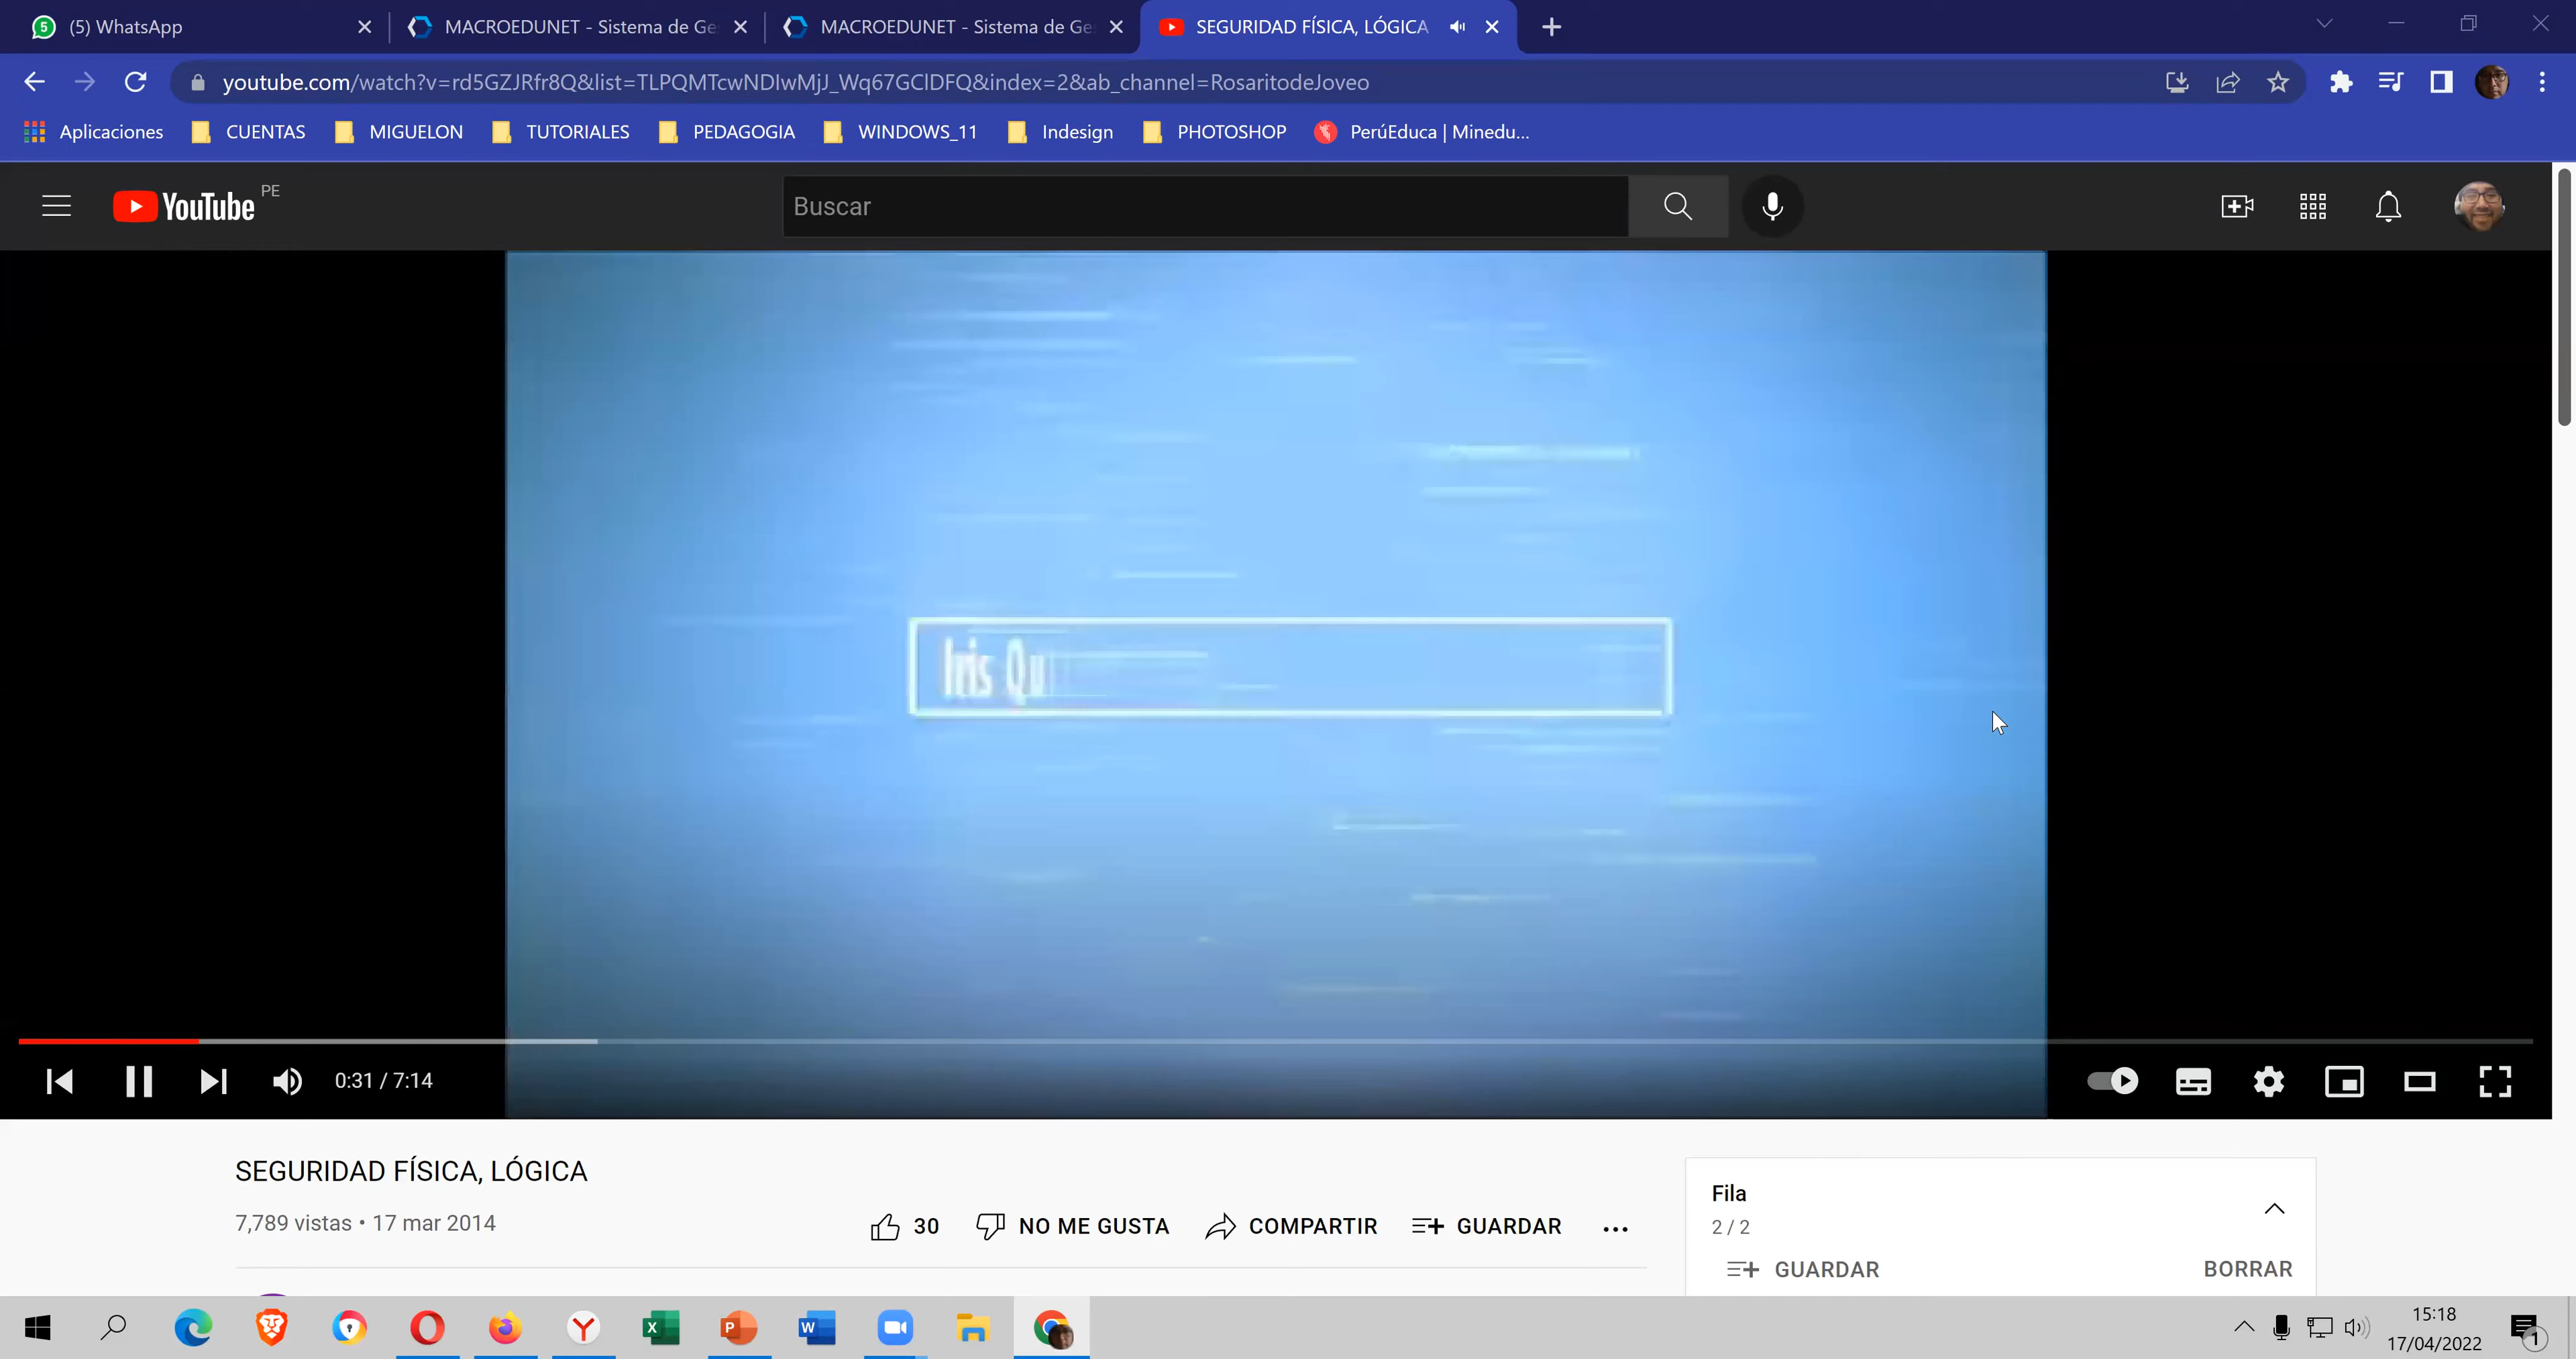 5 (5) WhatsApp MACROEDUNET - Sistema de Ge MACROEDUNET - Sistema de Ge SEGURIDAD FÍSICA, LÓGICA
youtube.com/watch?v=rd5GZJRfr8Q&list=TLPQMTcwNDIwMjJ_Wq67GClDFQ&index=2&ab_channel=RosaritodeJoveo
Aplicaciones CUENTAS MIGUELON TUTORIALES PEDAGOGIA WINDOWS_11 Indesign PHOTOSHOP PerúEduca | Minedu...
YouTube PE Buscar
Iris Qu
0:31 / 7:14
SEGURIDAD FÍSICA, LÓGICA
7,789 vistas • 17 mar 2014 30 NO ME GUSTA COMPARTIR GUARDAR
Fila
2 / 2
GUARDAR BORRAR
15:18
17/04/2022
1